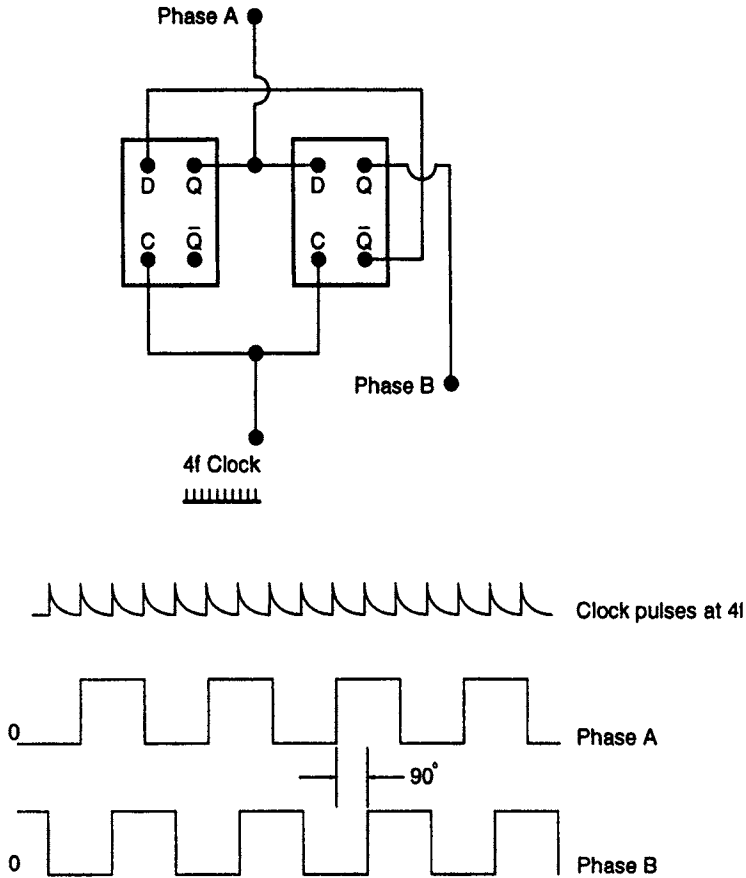 Phase A
D Q D Q
C Q̅ C Q̅
Phase B
4f Clock
Clock pulses at 4f
0 Phase A
90°
0 Phase B